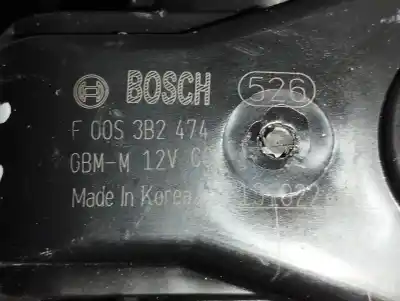 BOSCH 526
F 00S 3B2 474
GBM-M 12V
Made In Korea